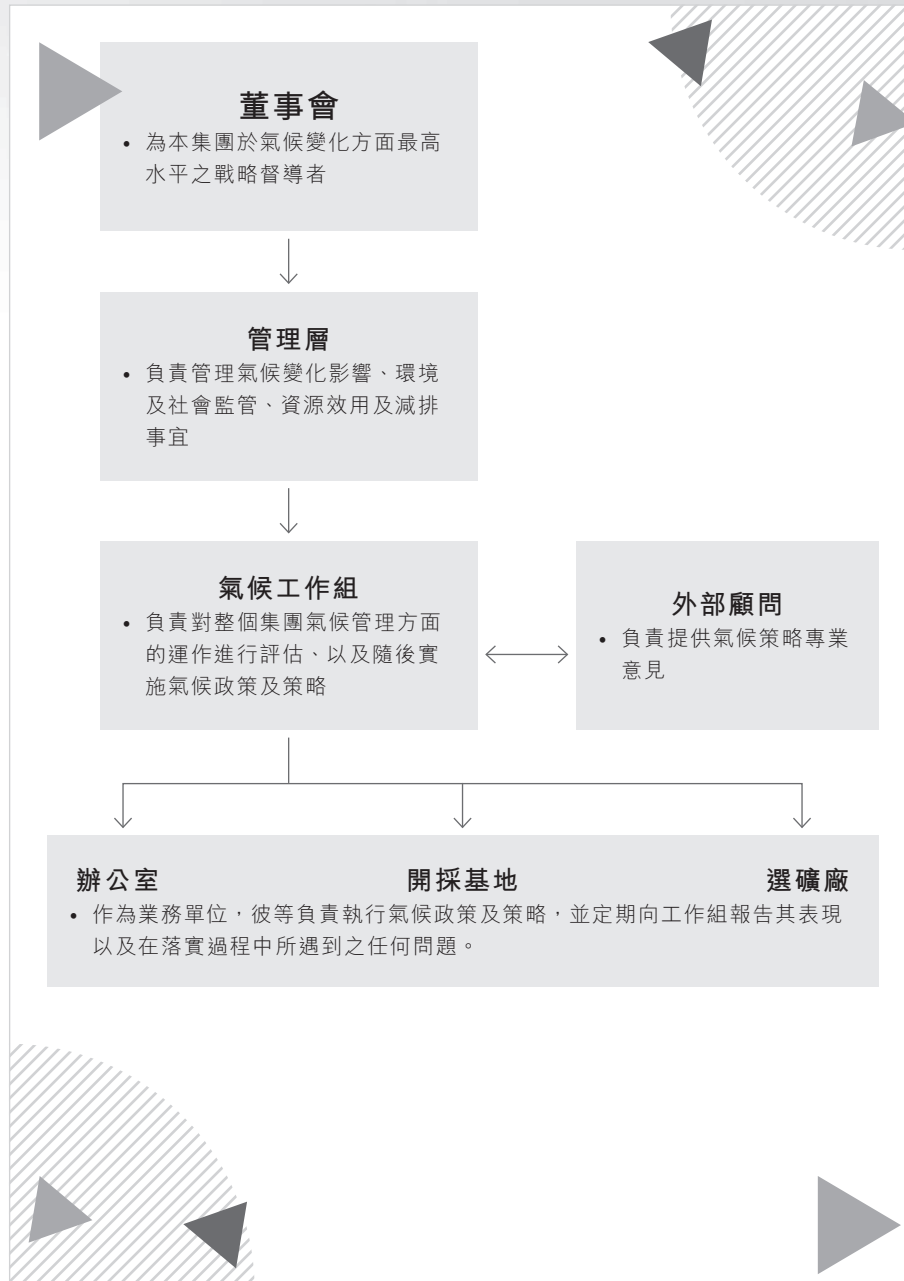 董事會
• 為本集團於氣候變化方面最高
水平之戰略督導者
管理層
• 負責管理氣候變化影響、環境
及社會監管、資源效用及減排
事宜
氣候工作組
• 負責對整個集團氣候管理方面
的運作進行評估、以及隨後實
施氣候政策及策略
外部顧問
• 負責提供氣候策略專業
意見
辦公室 開採基地 選礦廠
• 作為業務單位，彼等負責執行氣候政策及策略，並定期向工作組報告其表現
以及在落實過程中所遇到之任何問題。